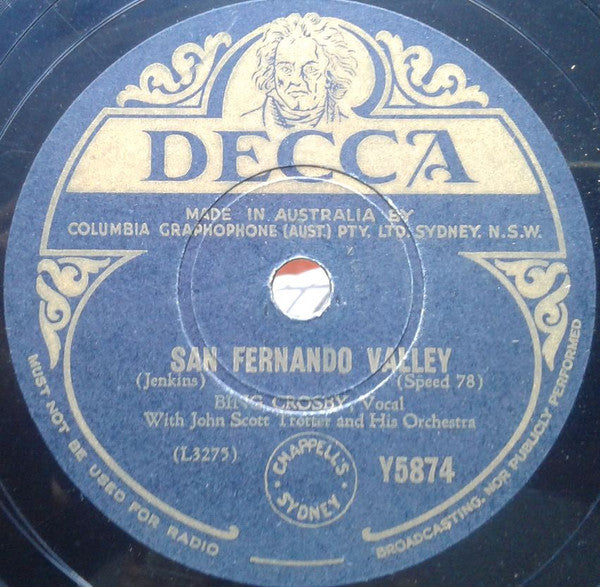 DECCA
MADE IN AUSTRALIA BY
COLUMBIA GRAPHOPHONE (AUST.) PTY. LTD. SYDNEY. N.S.W.
SAN FERNANDO VALLEY
(Jenkins) (Speed 78)
BING CROSBY, Vocal
With John Scott Trotter and His Orchestra
(L3275)
CHAPPELL'S
SYDNEY
Y5874
MUST NOT BE USED FOR RADIO BROADCASTING, NOR PUBLICLY PERFORMED